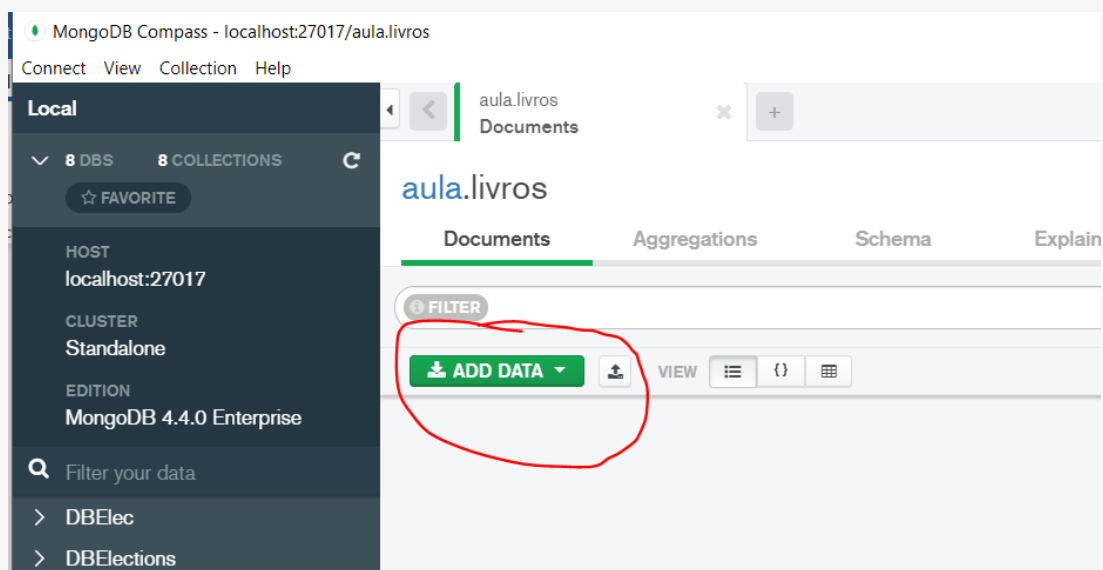 MongoDB Compass - localhost:27017/aula.livros
Connect View Collection Help
Local
8 DBS 8 COLLECTIONS
FAVORITE
HOST
localhost:27017
CLUSTER
Standalone
EDITION
MongoDB 4.4.0 Enterprise
Filter your data
DBElec
DBElections
aula.livros
Documents
aula.livros
Documents Aggregations Schema Explain
FILTER
ADD DATA VIEW {}